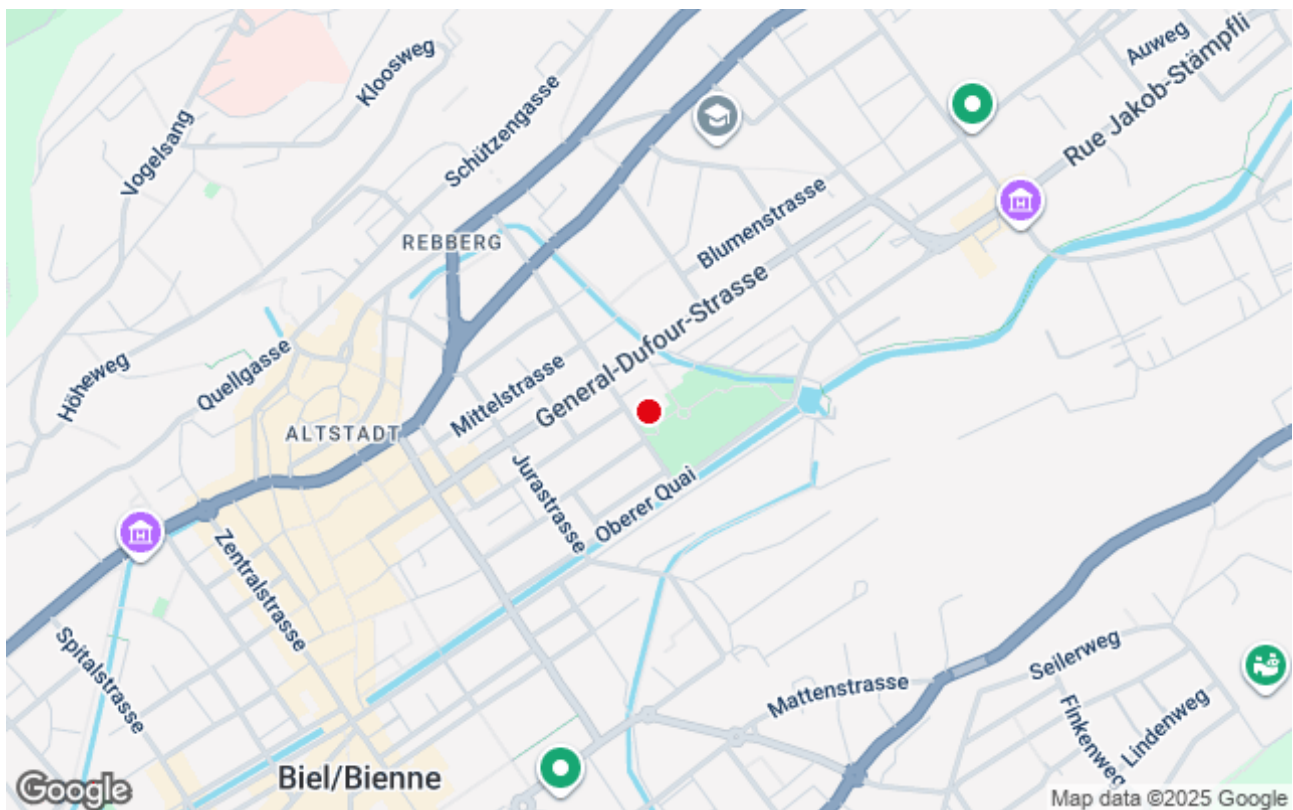 Auweg
Kloosweg
Rue Jakob-Stämpfli
Schützengasse
Vogelsang
Blumenstrasse
REBBERG
General-Dufour-Strasse
Höheweg
Quellgasse
Mittelstrasse
ALTSTADT
Jurastrasse
Oberer Quai
Zentralstrasse
Spitalstrasse
Seilerweg
Mattenstrasse
Finkenweg
Lindenweg
Biel/Bienne
Google
Map data ©2025 Google